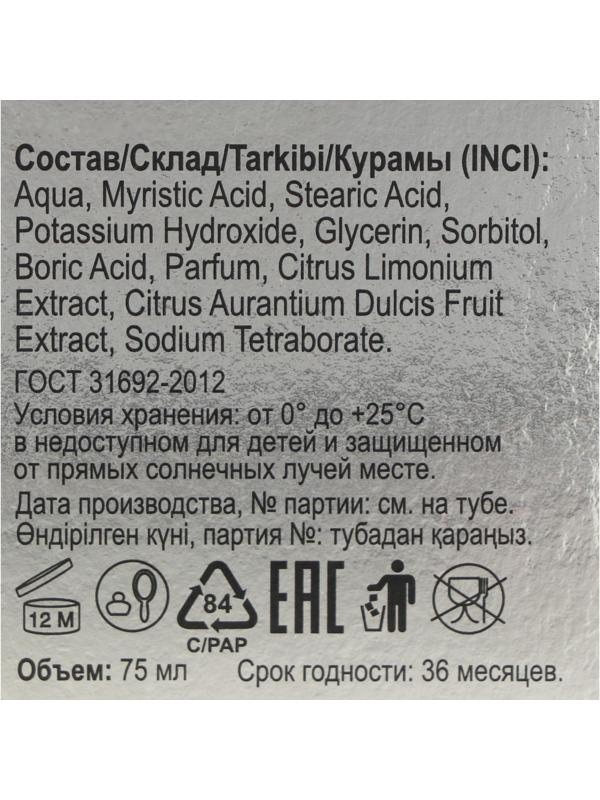 Состав/Склад/Tarkibi/Курамы (INCI):
Aqua, Myristic Acid, Stearic Acid,
Potassium Hydroxide, Glycerin, Sorbitol,
Boric Acid, Parfum, Citrus Limonium
Extract, Citrus Aurantium Dulcis Fruit
Extract, Sodium Tetraborate.
ГОСТ 31692-2012
Условия хранения: от 0° до +25°C
в недоступном для детей и защищенном
от прямых солнечных лучей месте.
Дата производства, № партии: см. на тубе.
Өндірілген күні, партия №: тубадан қараңыз.
12 M
84
C/PAP
EAC
Объем: 75 мл
Срок годности: 36 месяцев.